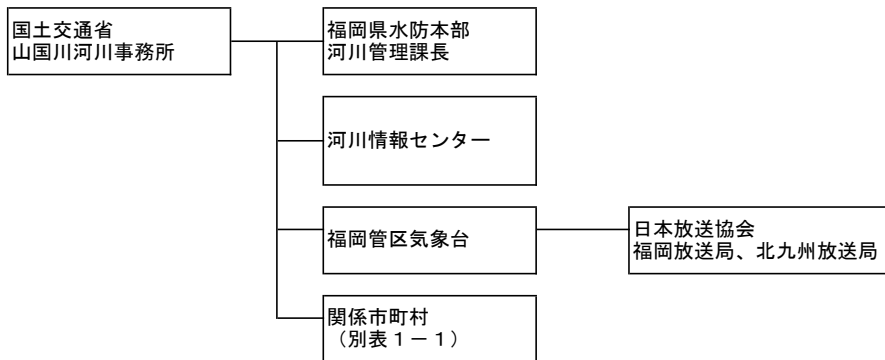 国土交通省
山国川河川事務所
福岡県水防本部
河川管理課長
河川情報センター
福岡管区気象台
日本放送協会
福岡放送局、北九州放送局
関係市町村
（別表１－１）